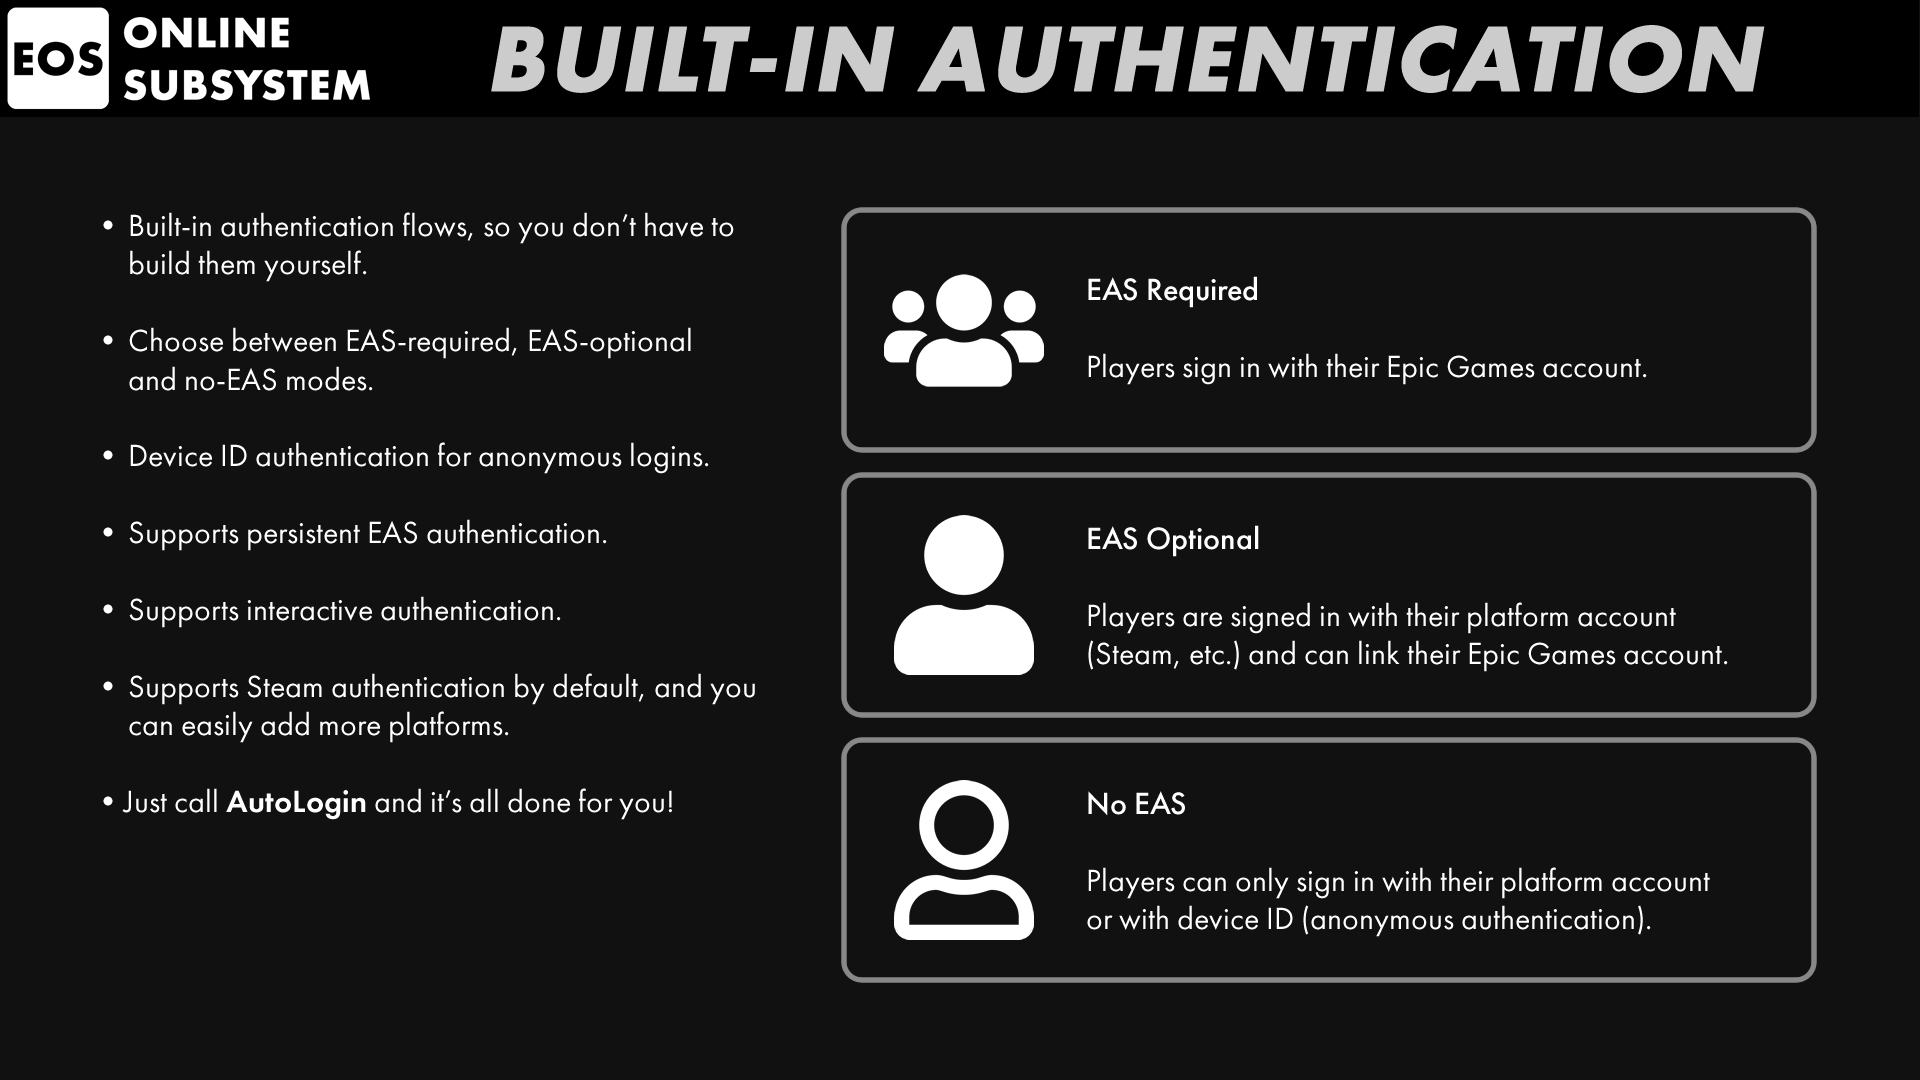 EOS
ONLINE
SUBSYSTEM
BUILT-IN AUTHENTICATION
• Built-in authentication flows, so you don’t have to
build them yourself.
• Choose between EAS-required, EAS-optional
and no-EAS modes.
• Device ID authentication for anonymous logins.
• Supports persistent EAS authentication.
• Supports interactive authentication.
• Supports Steam authentication by default, and you
can easily add more platforms.
• Just call AutoLogin and it’s all done for you!
EAS Required
Players sign in with their Epic Games account.
EAS Optional
Players are signed in with their platform account
(Steam, etc.) and can link their Epic Games account.
No EAS
Players can only sign in with their platform account
or with device ID (anonymous authentication).